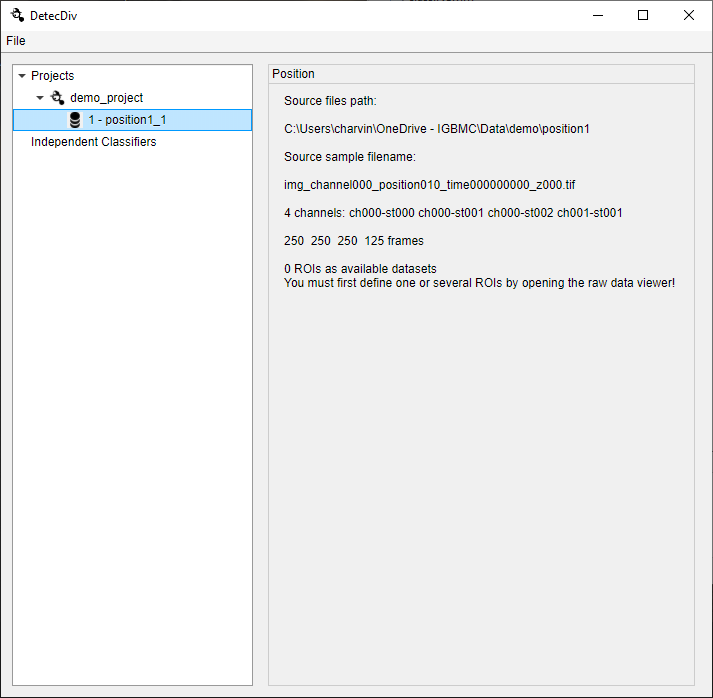 DetecDiv
File
Projects
demo_project
1 - position1_1
Independent Classifiers
Position
Source files path:
C:\Users\charvin\OneDrive - IGBMC\Data\demo\position1
Source sample filename:
img_channel000_position010_time000000000_z000.tif
4 channels: ch000-st000 ch000-st001 ch000-st002 ch001-st001
250  250  250  125 frames
0 ROIs as available datasets
You must first define one or several ROIs by opening the raw data viewer!